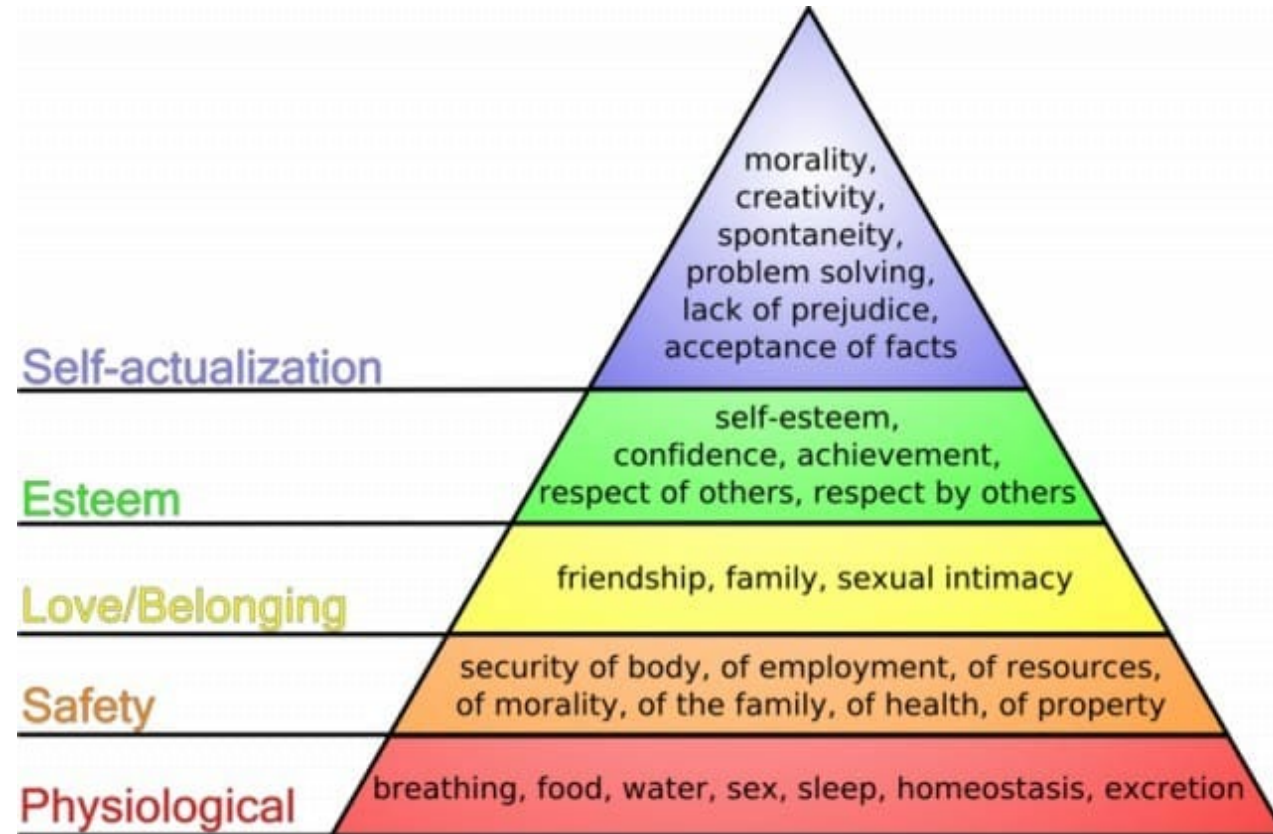 morality,
creativity,
spontaneity,
problem solving,
lack of prejudice,
acceptance of facts
Self-actualization
self-esteem,
confidence, achievement,
respect of others, respect by others
Esteem
friendship, family, sexual intimacy
Love/Belonging
security of body, of employment, of resources,
of morality, of the family, of health, of property
Safety
breathing, food, water, sex, sleep, homeostasis, excretion
Physiological